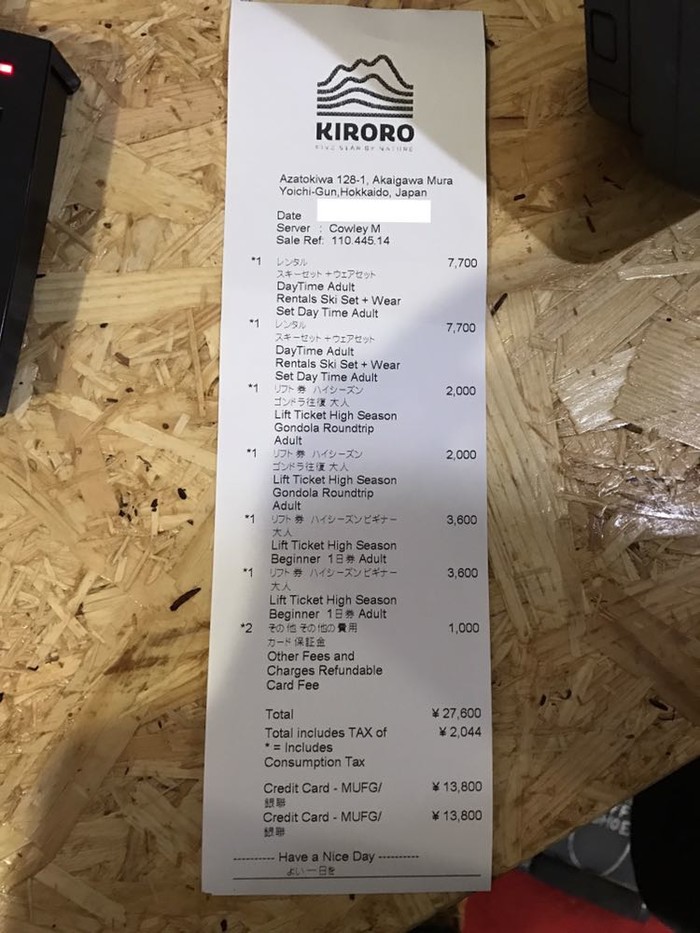 KIRORO
Azatokiwa 128-1, Akaigawa Mura
Yoichi-Gun,Hokkaido, Japan
Date
Server : Cowley M
Sale Ref: 110.445.14
*1 レンタル 7,700
スキーセット+ウェアセット
DayTime Adult
Rentals Ski Set + Wear
Set Day Time Adult
*1 レンタル 7,700
スキーセット+ウェアセット
DayTime Adult
Rentals Ski Set + Wear
Set Day Time Adult
*1 リフト券 ハイシーズン 2,000
ゴンドラ往復 大人
Lift Ticket High Season
Gondola Roundtrip
Adult
*1 リフト券 ハイシーズン 2,000
ゴンドラ往復 大人
Lift Ticket High Season
Gondola Roundtrip
Adult
*1 リフト券 ハイシーズンビギナー 3,600
大人
Lift Ticket High Season
Beginner 1日券 Adult
*1 リフト券 ハイシーズンビギナー 3,600
大人
Lift Ticket High Season
Beginner 1日券 Adult
*2 その他 その他の費用 1,000
カード保証金
Other Fees and
Charges Refundable
Card Fee
Total ¥ 27,600
Total includes TAX of ¥ 2,044
* = Includes
Consumption Tax
Credit Card - MUFG/ ¥ 13,800
銀聯
Credit Card - MUFG/ ¥ 13,800
銀聯
---------- Have a Nice Day ----------
よい一日を